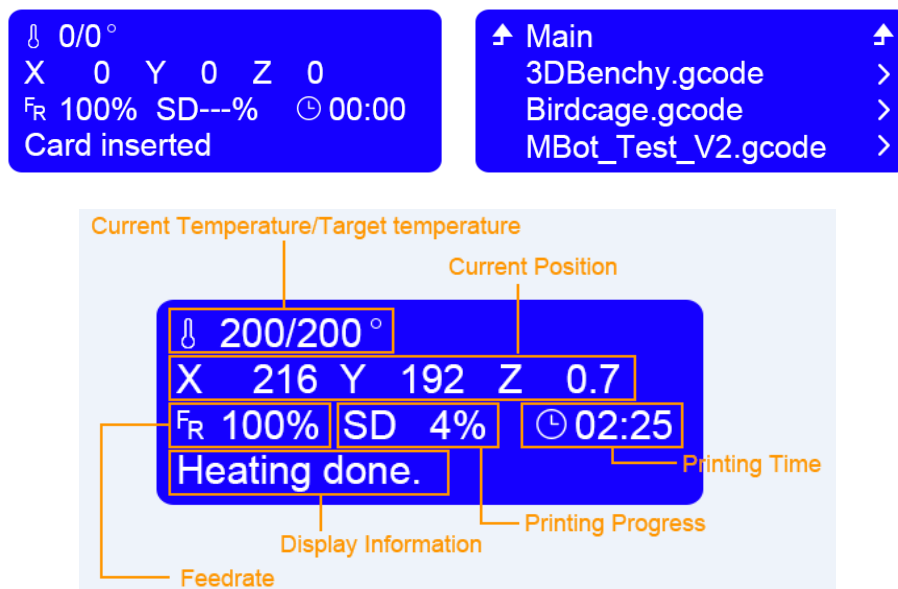 0/0°
X 0 Y 0 Z 0
FR 100% SD---% 00:00
Card inserted
Main
3DBenchy.gcode >
Birdcage.gcode >
MBot_Test_V2.gcode >
Current Temperature/Target temperature
Current Position
200/200°
X 216 Y 192 Z 0.7
FR 100% SD 4% 02:25
Heating done.
Printing Time
Printing Progress
Display Information
Feedrate